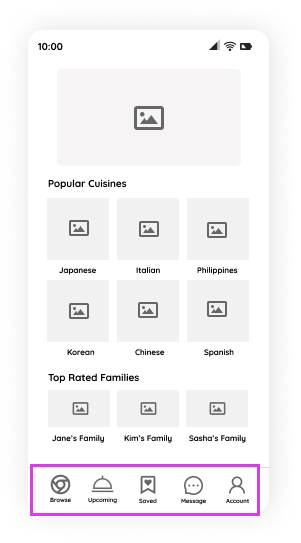 10:00
Popular Cuisines
Japanese Italian Philippines
Korean Chinese Spanish
Top Rated Families
Jane's Family Kim's Family Sasha's Family
Browse Upcoming Saved Message Account